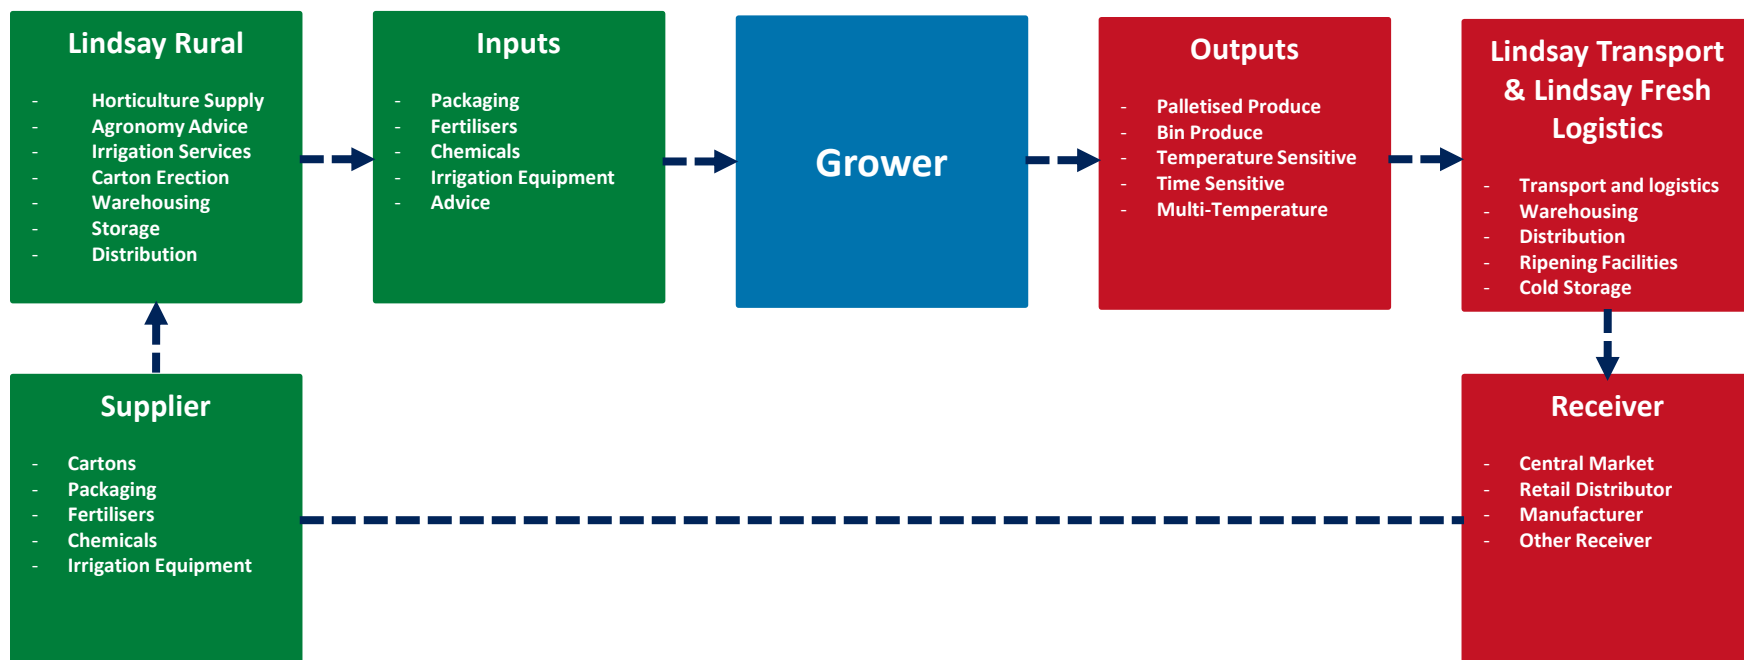 Lindsay Rural
- Horticulture Supply
- Agronomy Advice
- Irrigation Services
- Carton Erection
- Warehousing
- Storage
- Distribution
Inputs
- Packaging
- Fertilisers
- Chemicals
- Irrigation Equipment
- Advice
Grower
Outputs
- Palletised Produce
- Bin Produce
- Temperature Sensitive
- Time Sensitive
- Multi-Temperature
Lindsay Transport
& Lindsay Fresh
Logistics
- Transport and logistics
- Warehousing
- Distribution
- Ripening Facilities
- Cold Storage
Supplier
- Cartons
- Packaging
- Fertilisers
- Chemicals
- Irrigation Equipment
Receiver
- Central Market
- Retail Distributor
- Manufacturer
- Other Receiver